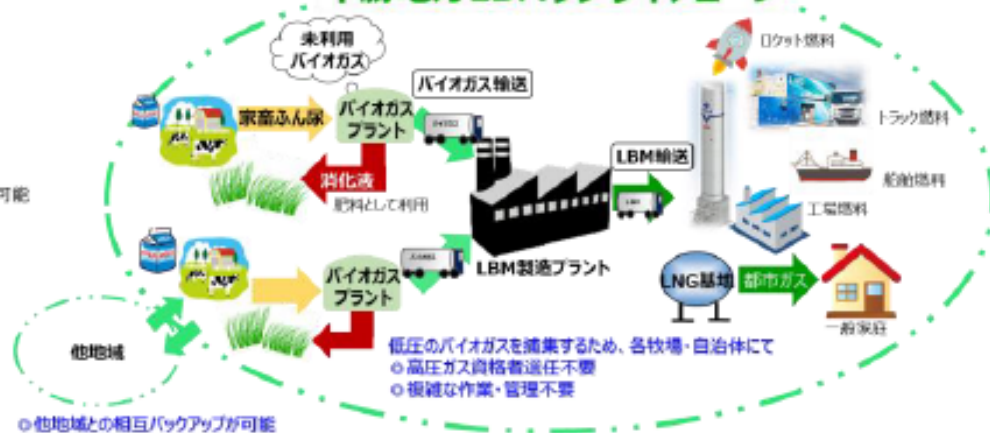 未利用
バイオガス
バイオガス輸送
ロケット燃料
家畜ふん尿
バイオガス
プラント
トラック燃料
LBM輸送
消化液
肥料として利用
船舶燃料
可能
工場燃料
LBM製造プラント
バイオガス
プラント
LNG基地
都市ガス
一般家庭
他地域
低圧のバイオガスを捕集するため、各牧場・自治体にて
◎高圧ガス資格者選任不要
◎複雑な作業・管理不要
◎他地域との相互バックアップが可能